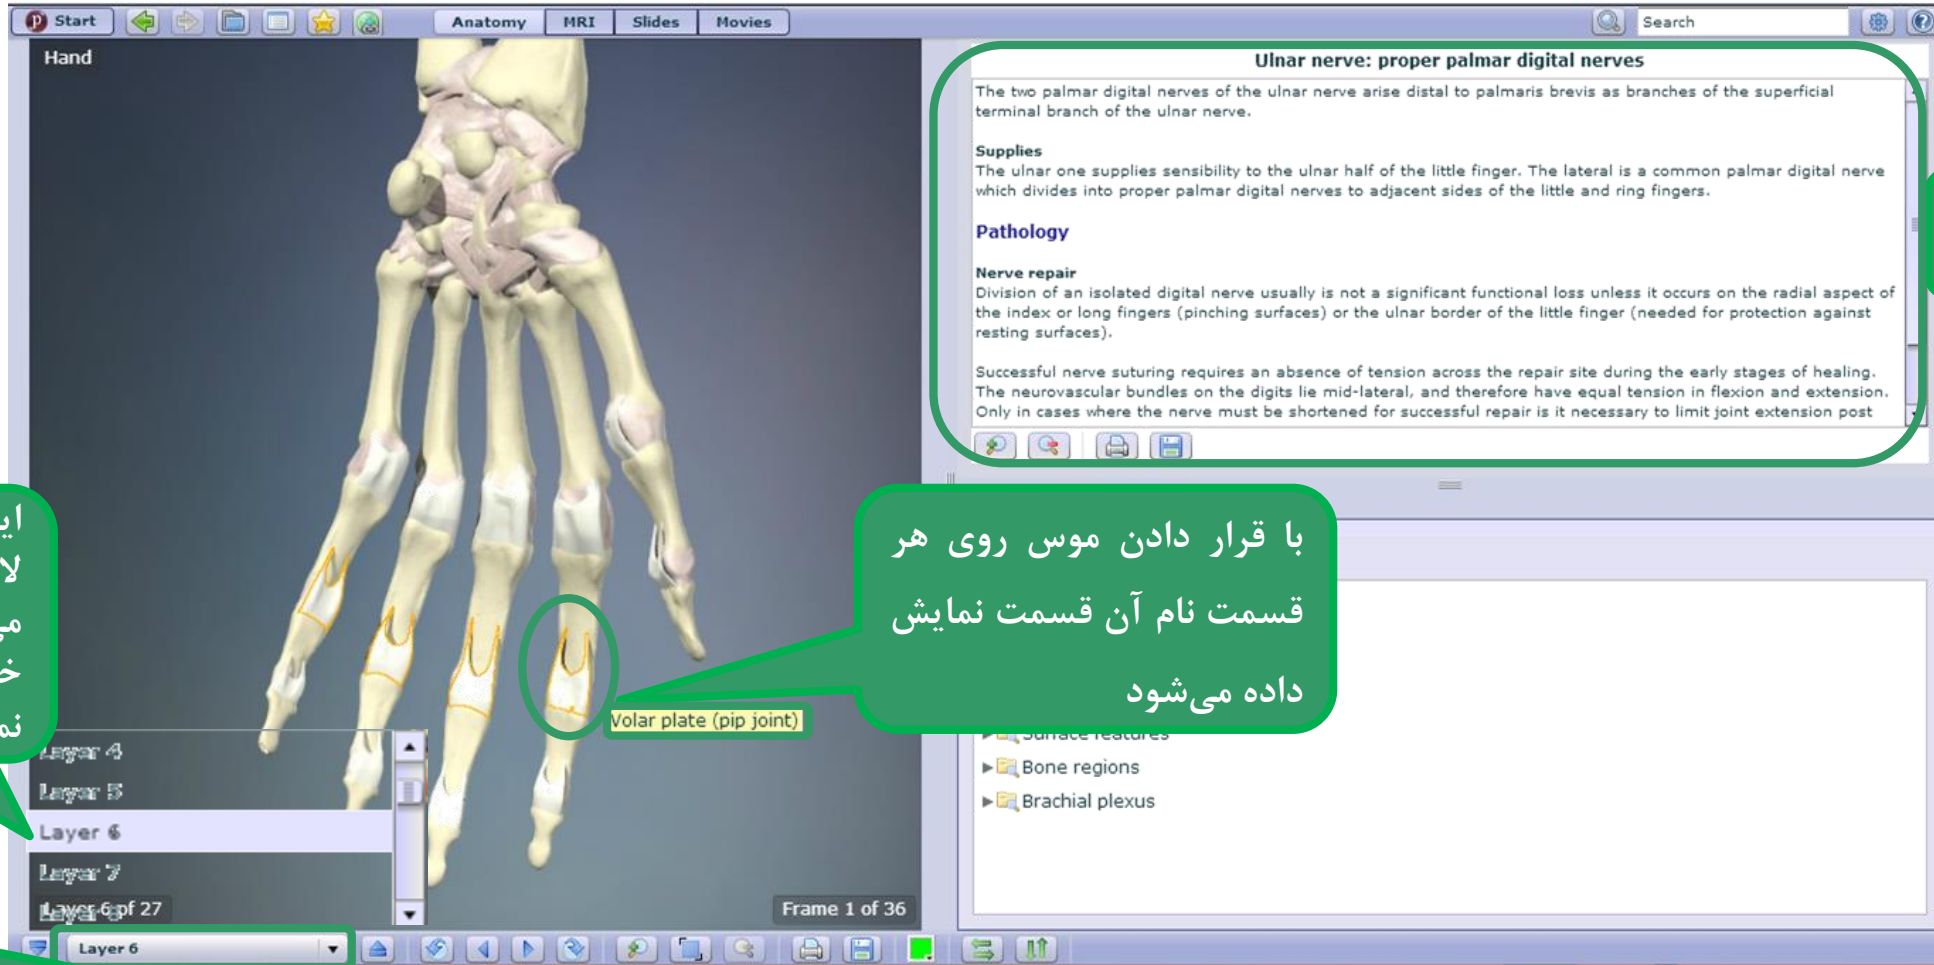 Start
Anatomy
MRI
Slides
Movies
Search
Hand
Ulnar nerve: proper palmar digital nerves
The two palmar digital nerves of the ulnar nerve arise distal to palmaris brevis as branches of the superficial
terminal branch of the ulnar nerve.
Supplies
The ulnar one supplies sensibility to the ulnar half of the little finger. The lateral is a common palmar digital nerve
which divides into proper palmar digital nerves to adjacent sides of the little and ring fingers.
Pathology
Nerve repair
Division of an isolated digital nerve usually is not a significant functional loss unless it occurs on the radial aspect of
the index or long fingers (pinching surfaces) or the ulnar border of the little finger (needed for protection against
resting surfaces).
Successful nerve suturing requires an absence of tension across the repair site during the early stages of healing.
The neurovascular bundles on the digits lie mid-lateral, and therefore have equal tension in flexion and extension.
Only in cases where the nerve must be shortened for successful repair is it necessary to limit joint extension post
با قرار دادن موس روی هر
قسمت نام آن قسمت نمایش
داده می‌شود
Volar plate (pip joint)
Surface features
Bone regions
Brachial plexus
Layer 4
Layer 5
Layer 6
Layer 7
Layer 6 of 27
Frame 1 of 36
Layer 6